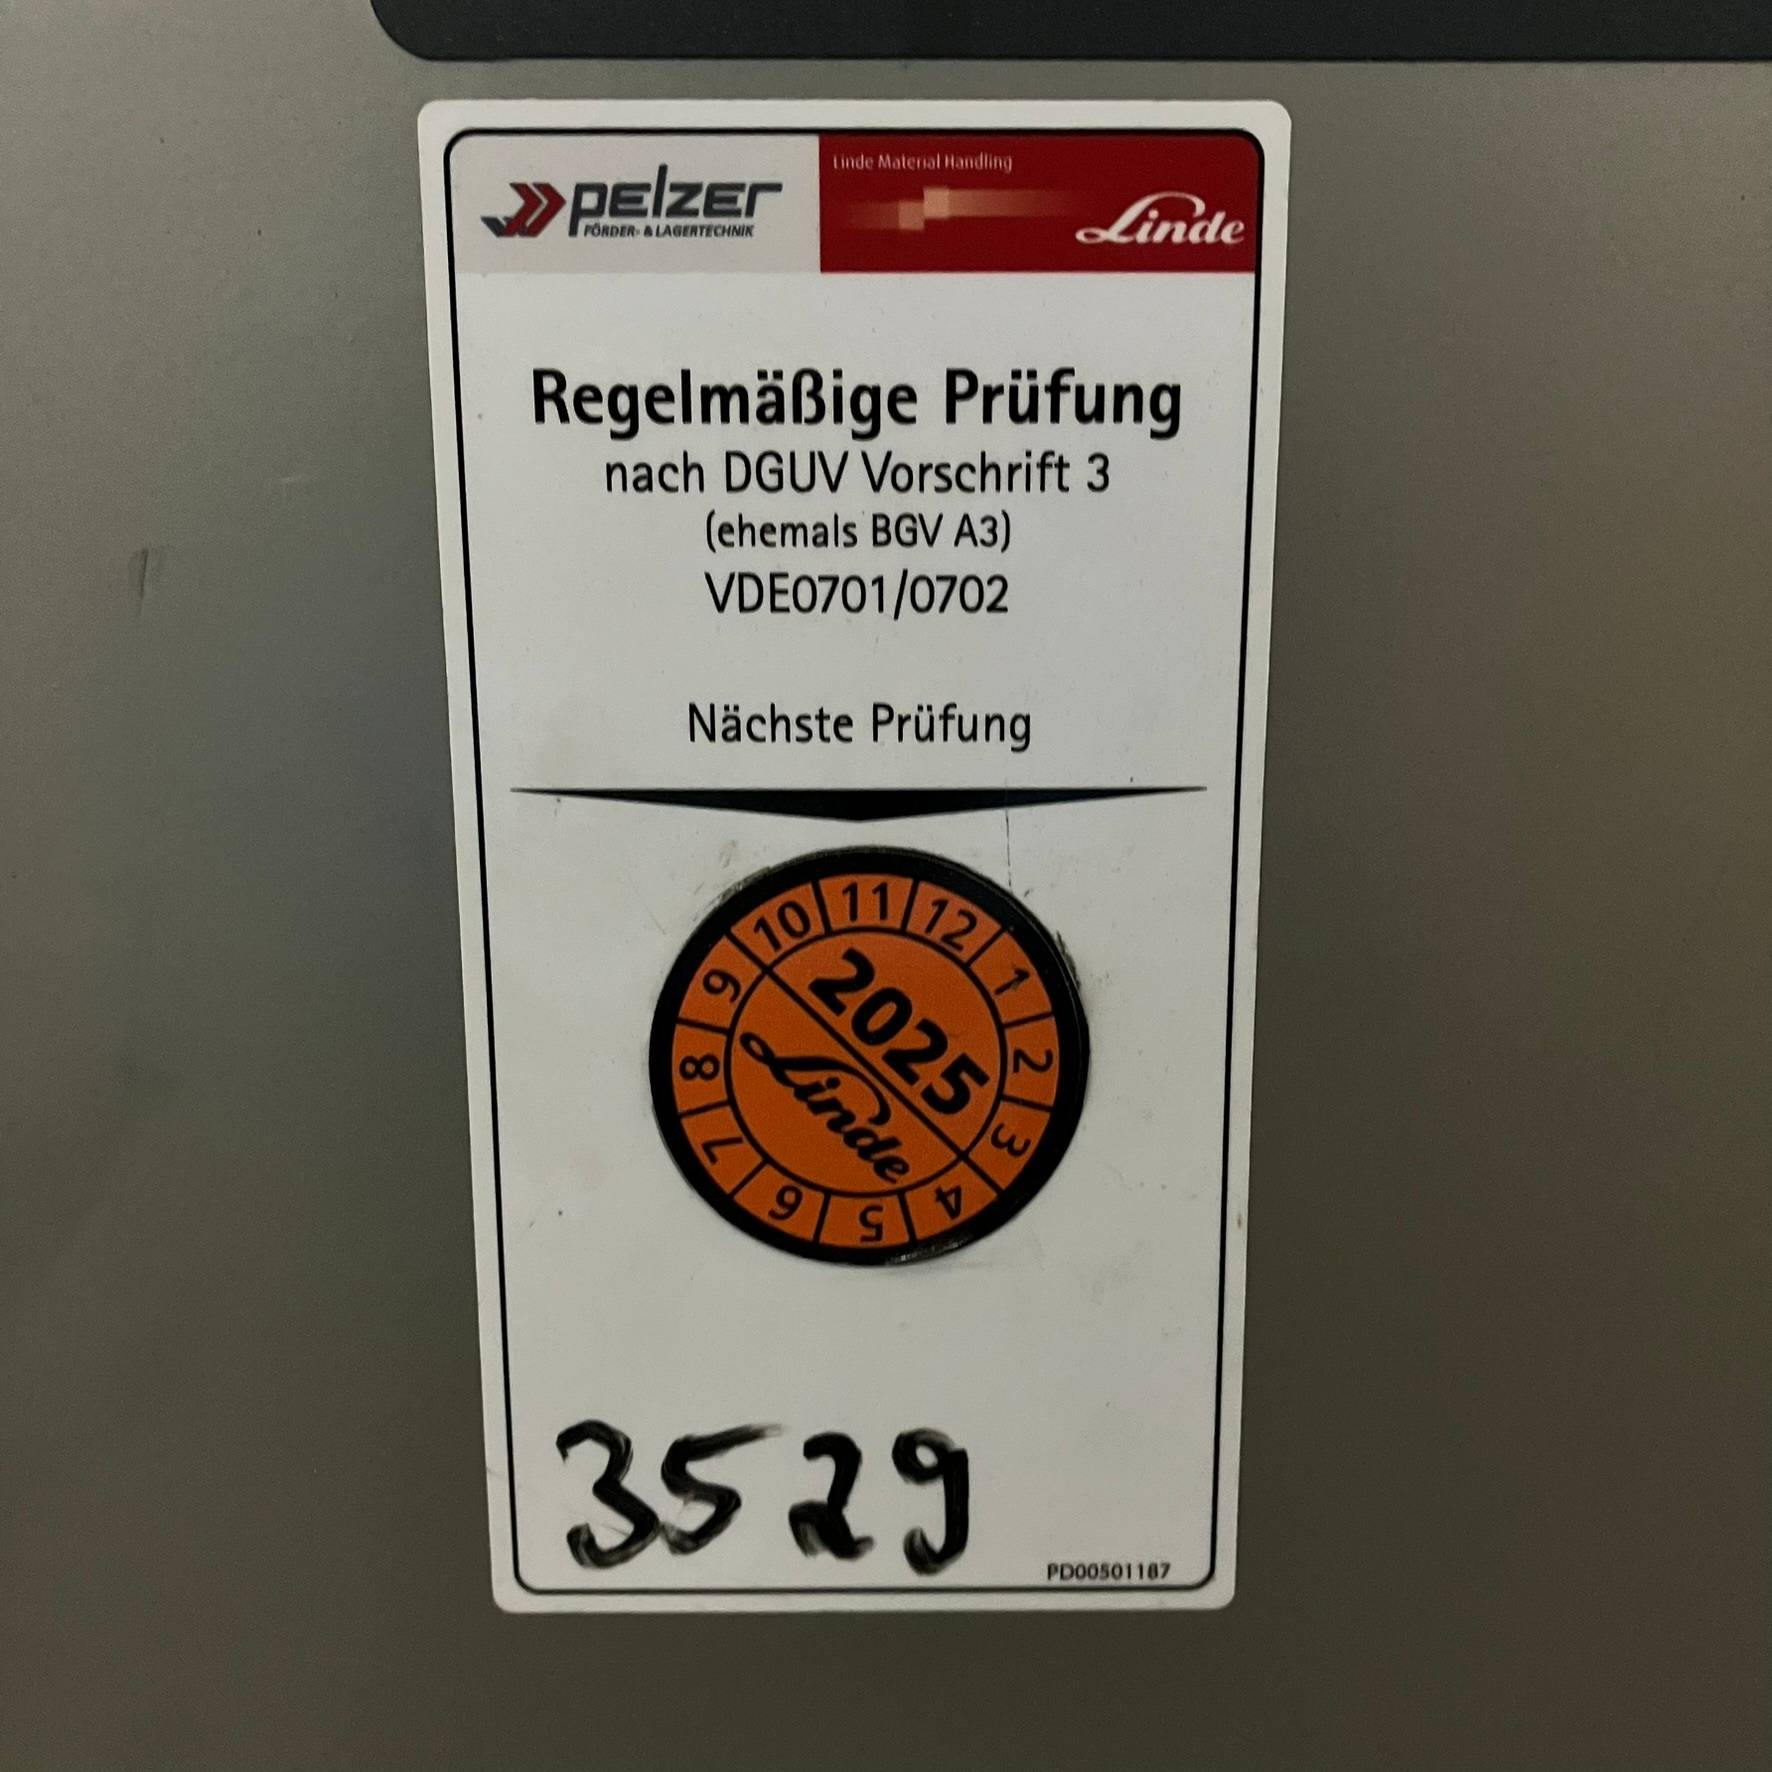 pelzer
FÖRDER- & LAGERTECHNIK
Linde Material Handling
Linde
Regelmäßige Prüfung
nach DGUV Vorschrift 3
(ehemals BGV A3)
VDE0701/0702
Nächste Prüfung
10 11 12 1 2 3 4 5 6 7 8 9
2025
Linde
3529
PD00501187